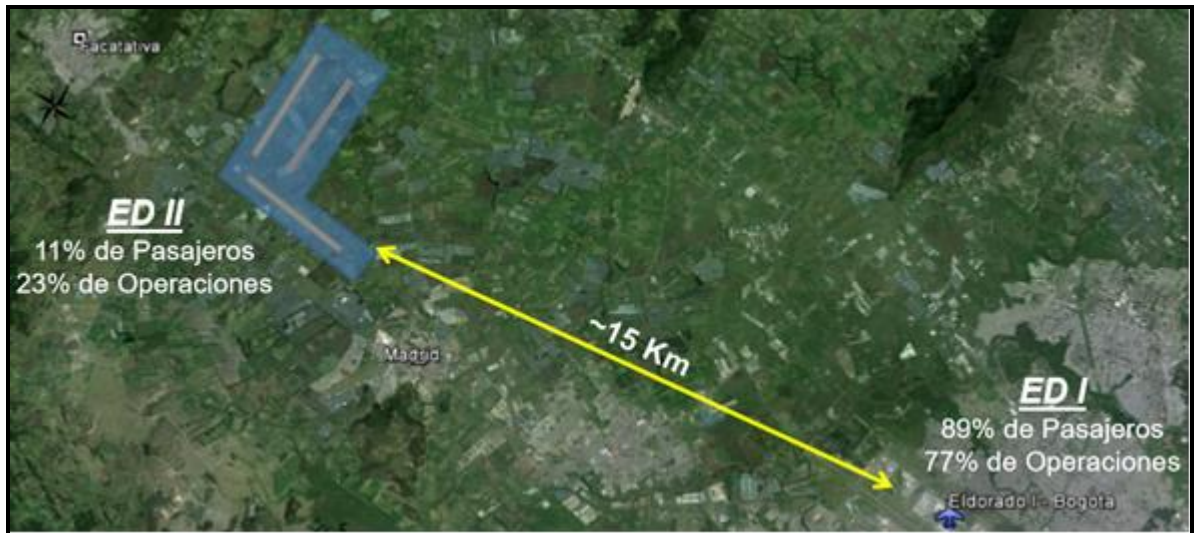 Facatativa
ED II
11% de Pasajeros
23% de Operaciones
Madrid
~15 Km
ED I
89% de Pasajeros
77% de Operaciones
Eldorado I - Bogota